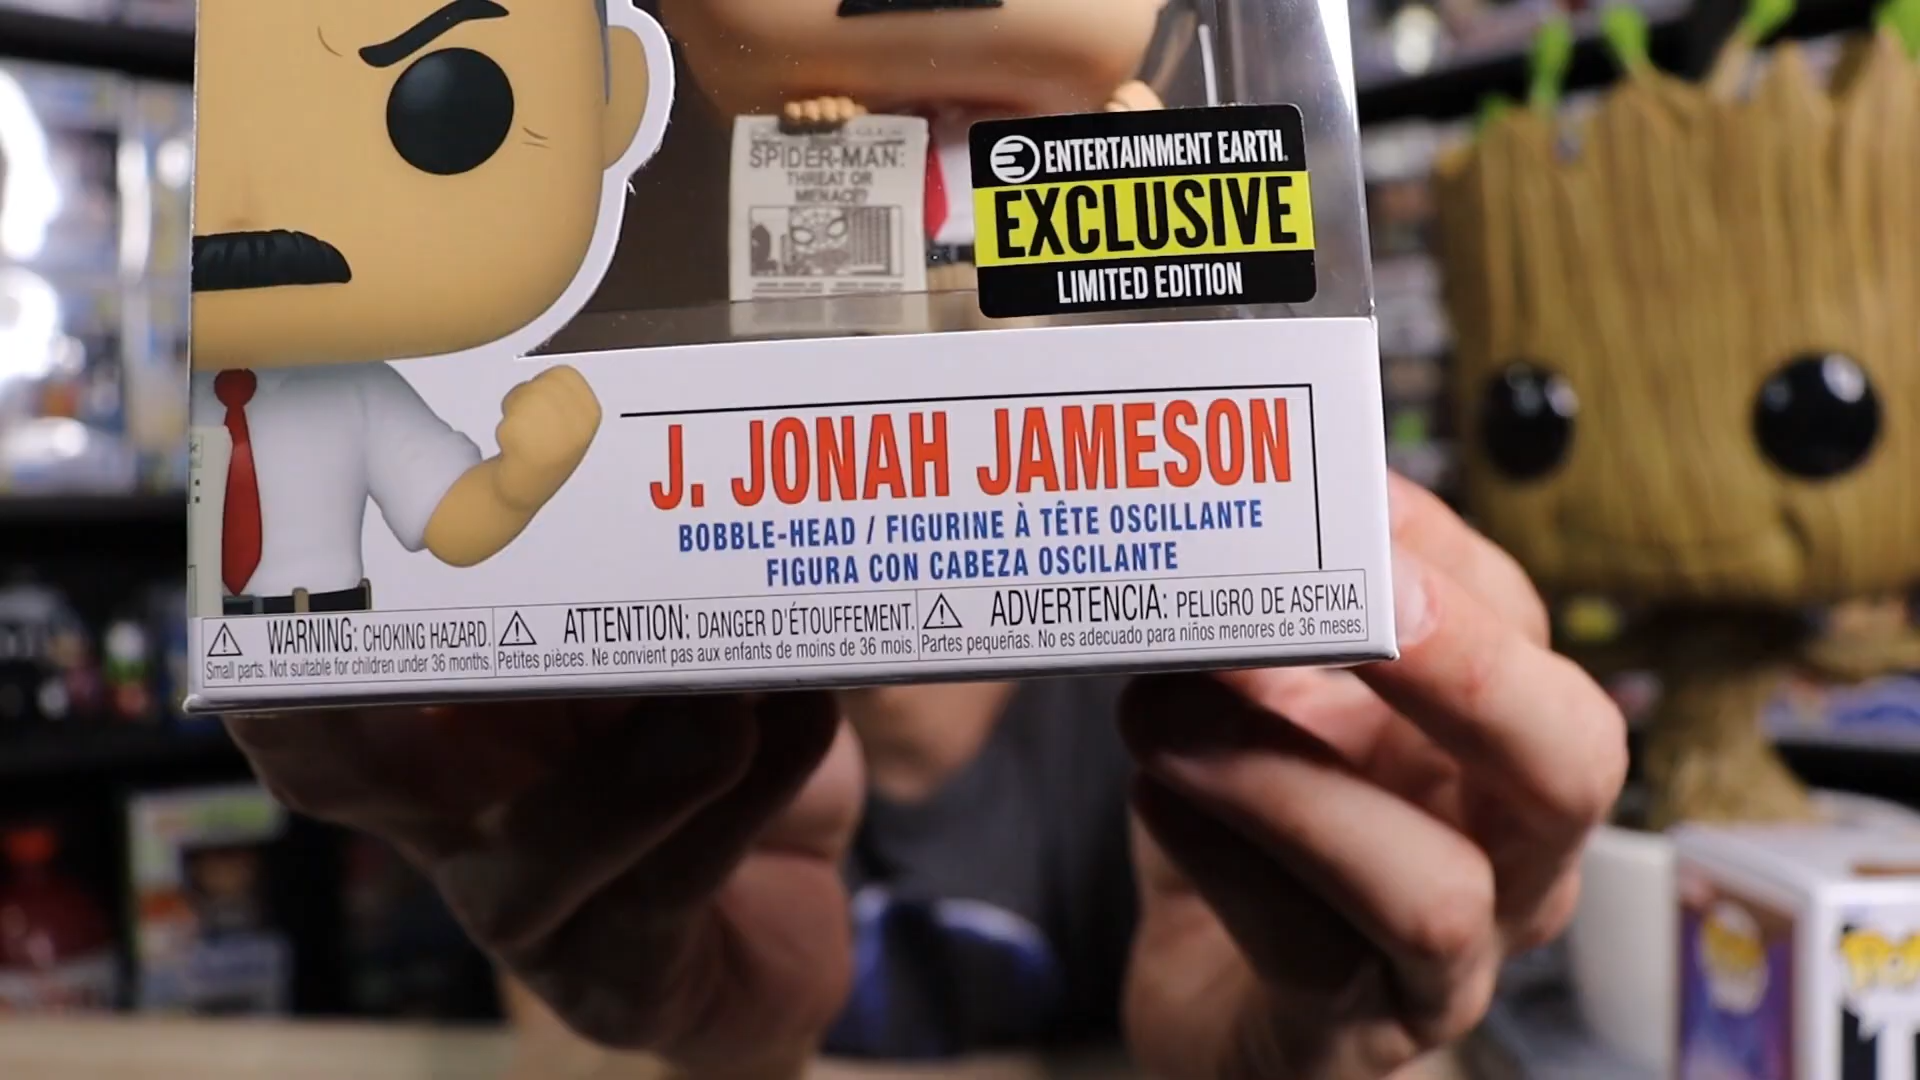 SPIDER-MAN:
THREAT OR
MENACE?
ENTERTAINMENT EARTH
EXCLUSIVE
LIMITED EDITION
J. JONAH JAMESON
BOBBLE-HEAD / FIGURINE À TÊTE OSCILLANTE
FIGURA CON CABEZA OSCILANTE
WARNING: CHOKING HAZARD.
Small parts. Not suitable for children under 36 months.
ATTENTION: DANGER D'ÉTOUFFEMENT.
Petites pièces. Ne convient pas aux enfants de moins de 36 mois.
ADVERTENCIA: PELIGRO DE ASFIXIA.
Partes pequeñas. No es adecuado para niños menores de 36 meses.
POP!